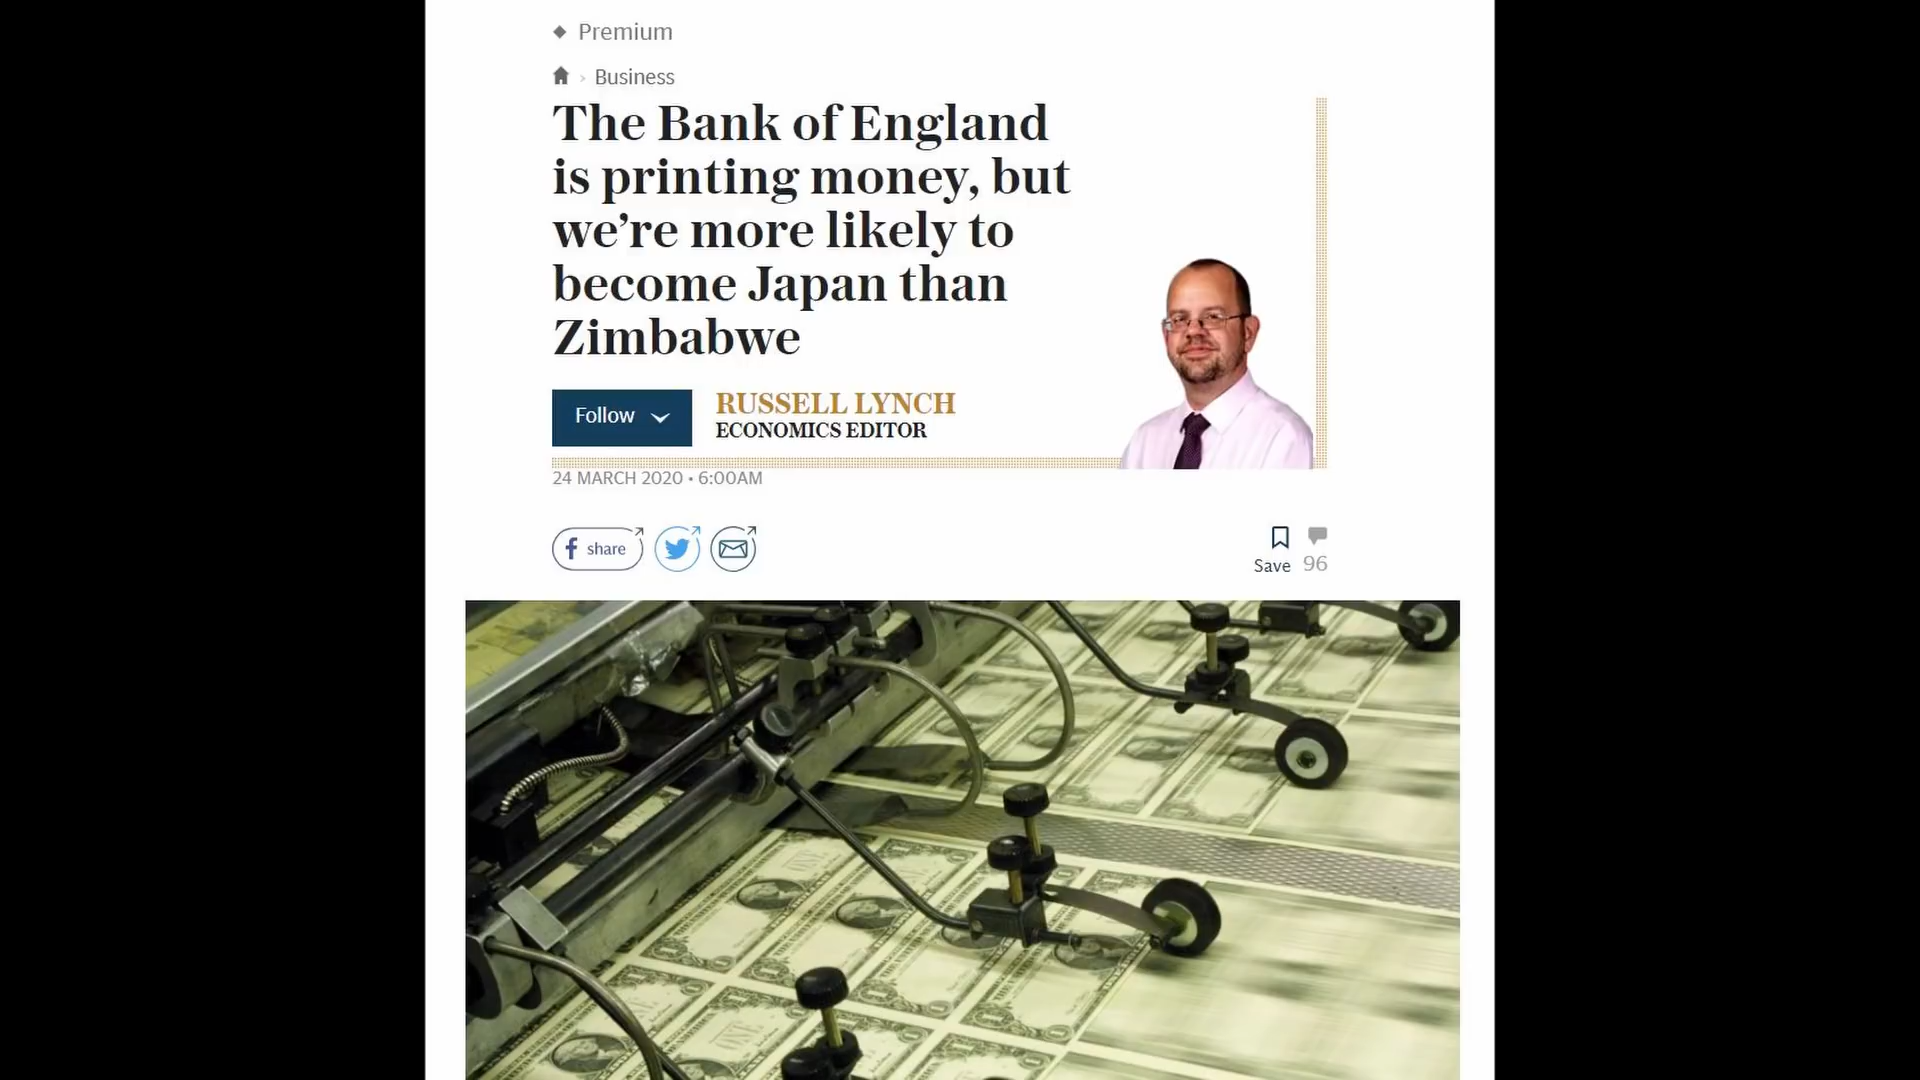 Premium
Business
The Bank of England
is printing money, but
we're more likely to
become Japan than
Zimbabwe
Follow
RUSSELL LYNCH
ECONOMICS EDITOR
24 MARCH 2020 • 6:00AM
share
Save
96